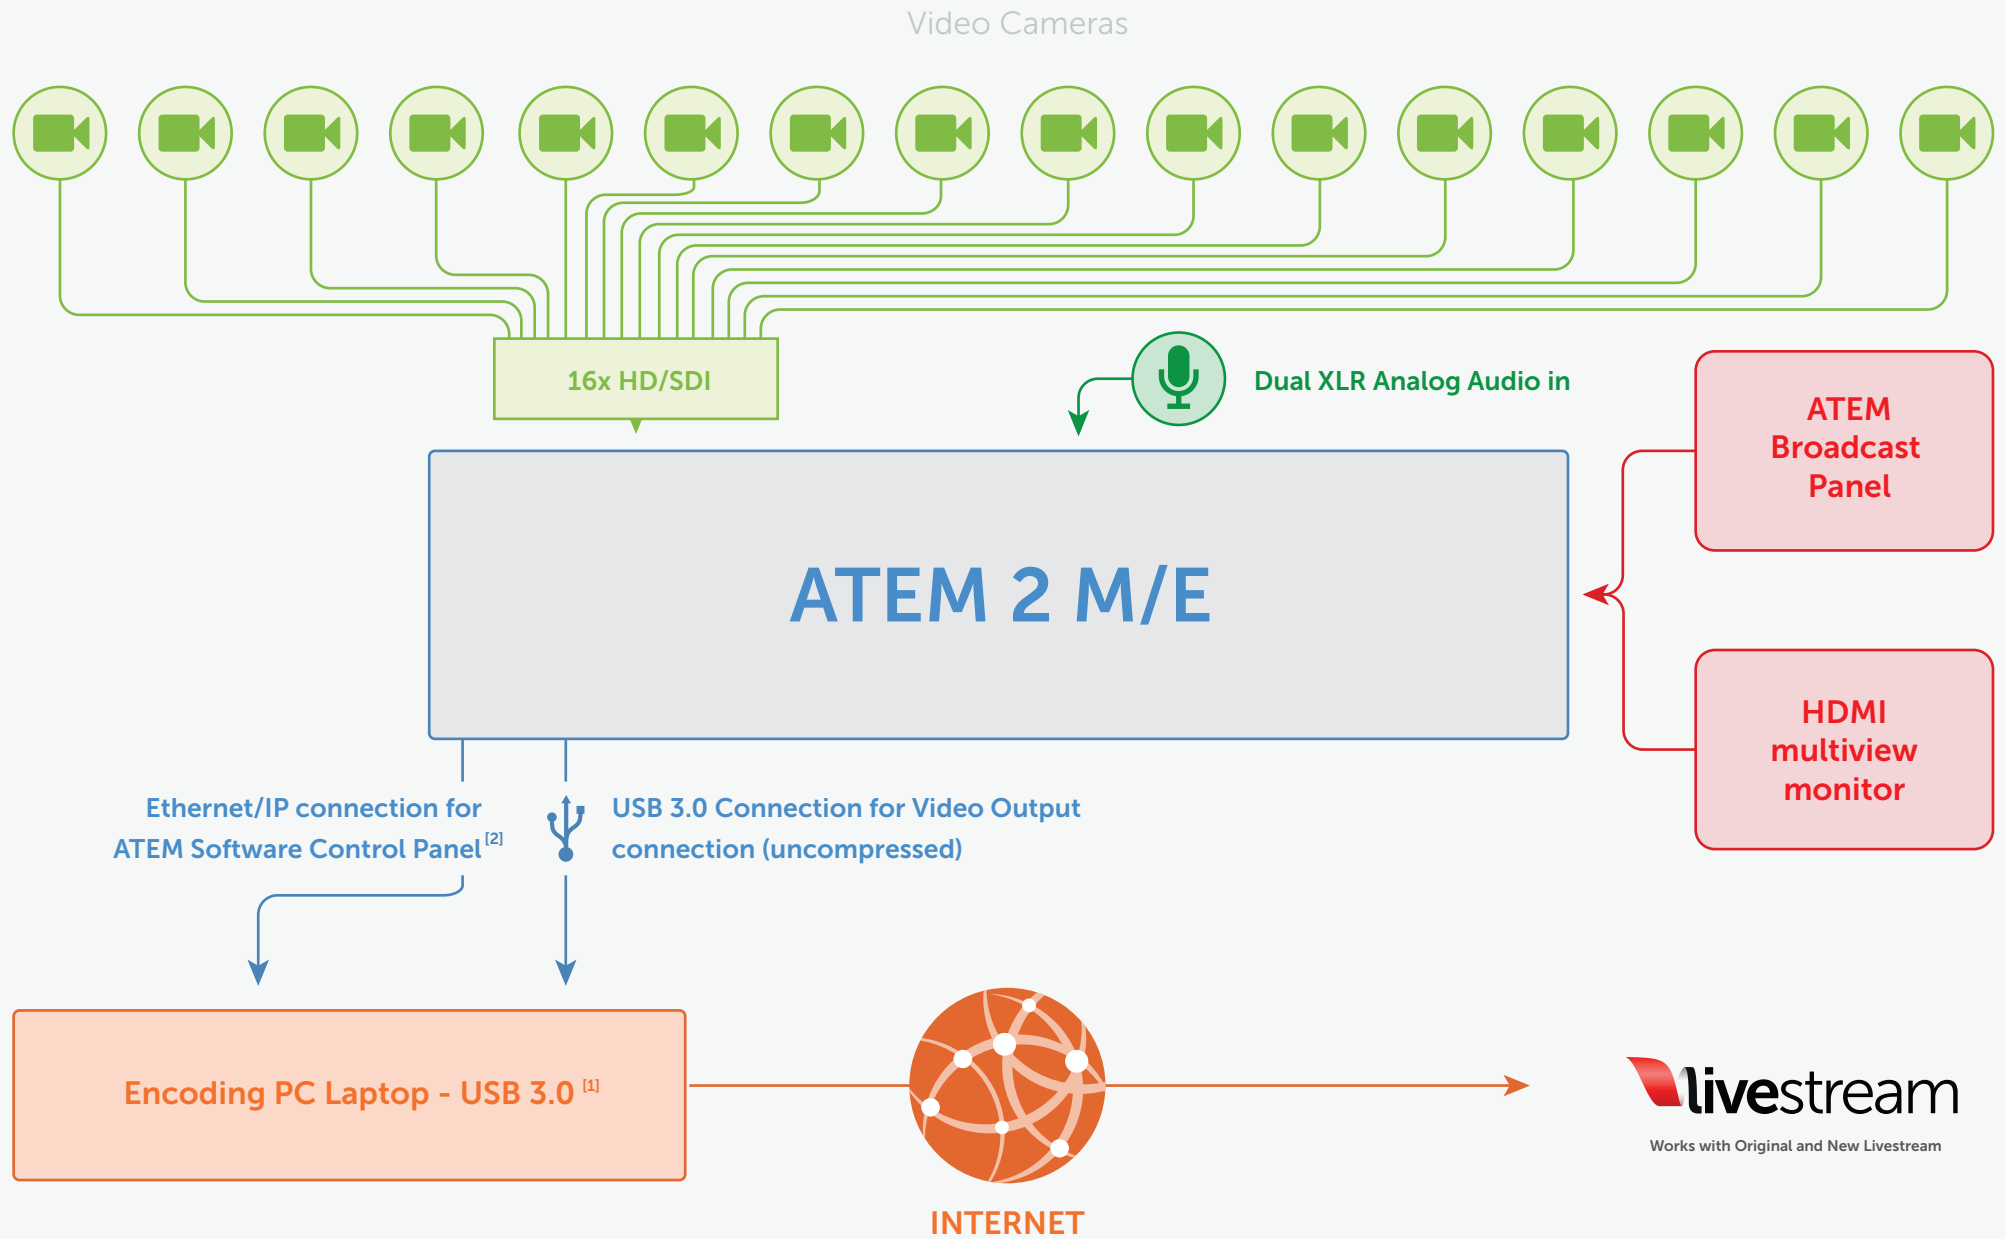 Video Cameras
16x HD/SDI
Dual XLR Analog Audio in
ATEM
Broadcast
Panel
ATEM 2 M/E
HDMI
multiview
monitor
Ethernet/IP connection for
ATEM Software Control Panel [2]
USB 3.0 Connection for Video Output
connection (uncompressed)
Encoding PC Laptop - USB 3.0 [1]
INTERNET
livestream
Works with Original and New Livestream